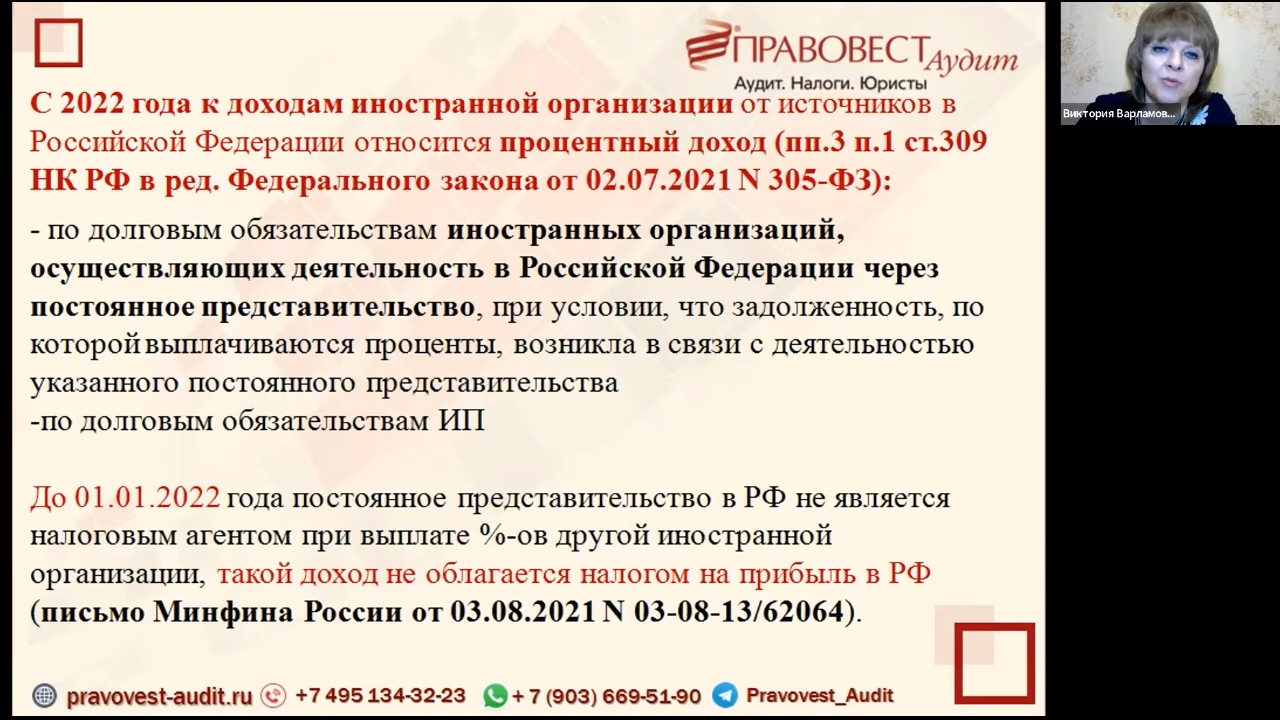 ПРАВОВЕСТ Аудит
Аудит. Налоги. Юристы
С 2022 года к доходам иностранной организации от источников в
Российской Федерации относится процентный доход (пп.3 п.1 ст.309
НК РФ в ред. Федерального закона от 02.07.2021 N 305-ФЗ):
- по долговым обязательствам иностранных организаций,
осуществляющих деятельность в Российской Федерации через
постоянное представительство, при условии, что задолженность, по
которой выплачиваются проценты, возникла в связи с деятельностью
указанного постоянного представительства
-по долговым обязательствам ИП
До 01.01.2022 года постоянное представительство в РФ не является
налоговым агентом при выплате %-ов другой иностранной
организации, такой доход не облагается налогом на прибыль в РФ
(письмо Минфина России от 03.08.2021 N 03-08-13/62064).
pravovest-audit.ru +7 495 134-32-23 + 7 (903) 669-51-90 Pravovest_Audit
Виктория Варламов...